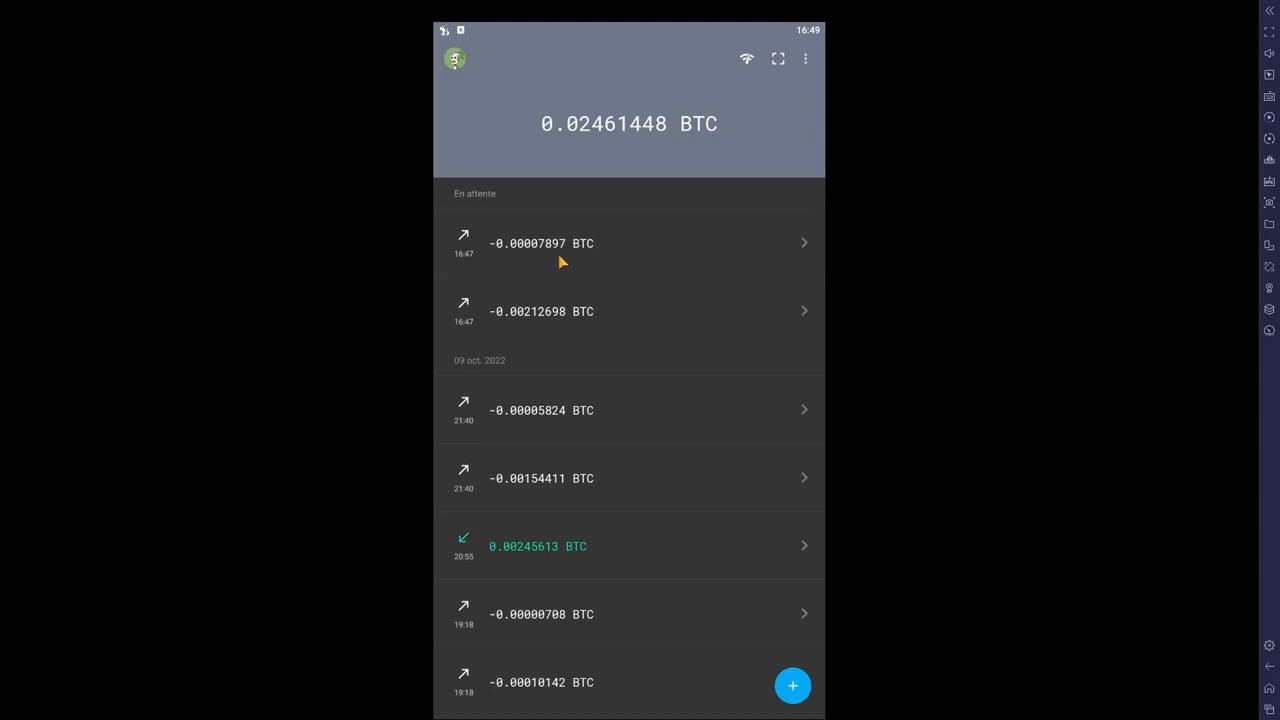 16:49
0.02461448 BTC
En attente
-0.00007897 BTC
16:47
-0.00212698 BTC
16:47
09 oct. 2022
-0.00005824 BTC
21:40
-0.00154411 BTC
21:40
0.00245613 BTC
20:55
-0.00000708 BTC
19:18
-0.00010142 BTC
19:18